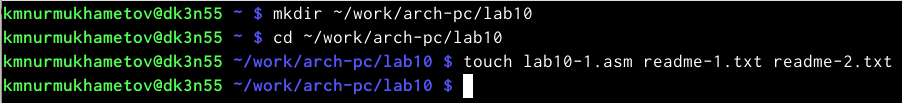 kmnurmukhametov@dk3n55 ~ $ mkdir ~/work/arch-pc/lab10
kmnurmukhametov@dk3n55 ~ $ cd ~/work/arch-pc/lab10
kmnurmukhametov@dk3n55 ~/work/arch-pc/lab10 $ touch lab10-1.asm readme-1.txt readme-2.txt
kmnurmukhametov@dk3n55 ~/work/arch-pc/lab10 $